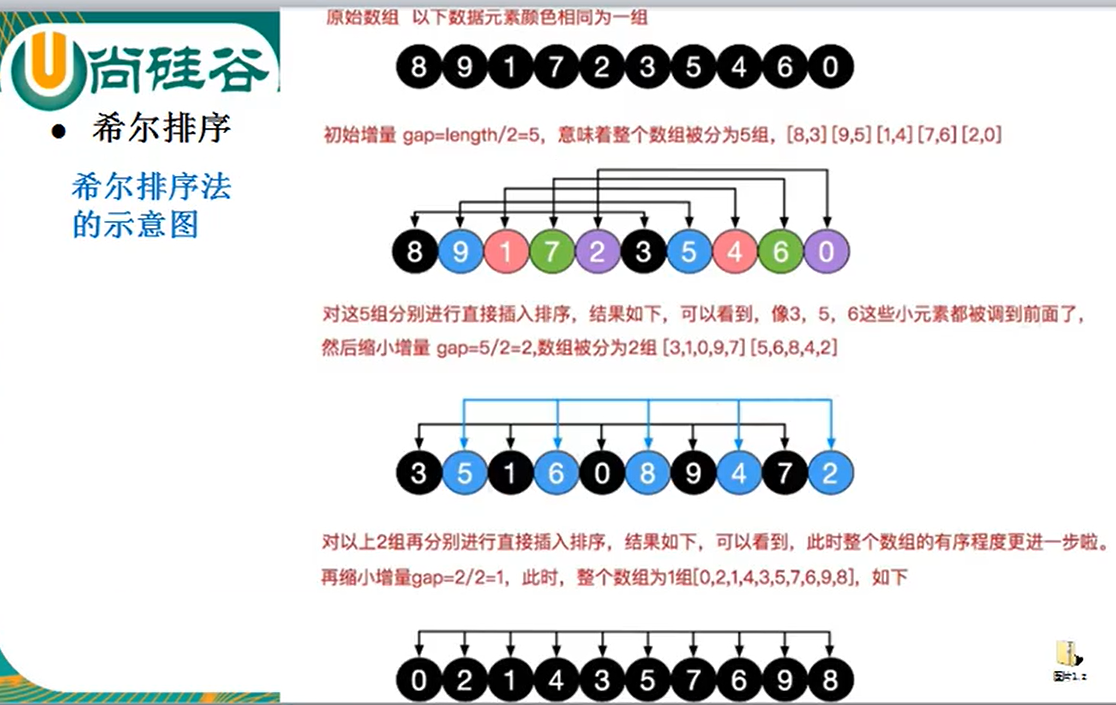 原始数组 以下数据元素颜色相同为一组
U尚硅谷
8 9 1 7 2 3 5 4 6 0
● 希尔排序
初始增量 gap=length/2=5，意味着整个数组被分为5组，[8,3] [9,5] [1,4] [7,6] [2,0]
希尔排序法
的示意图
8 9 1 7 2 3 5 4 6 0
对这5组分别进行直接插入排序，结果如下，可以看到，像3，5，6这些小元素都被调到前面了，
然后缩小增量 gap=5/2=2,数组被分为2组 [3,1,0,9,7] [5,6,8,4,2]
3 5 1 6 0 8 9 4 7 2
对以上2组再分别进行直接插入排序，结果如下，可以看到，此时整个数组的有序程度更进一步啦。
再缩小增量gap=2/2=1，此时，整个数组为1组[0,2,1,4,3,5,7,6,9,8]，如下
0 2 1 4 3 5 7 6 9 8
图片1.z